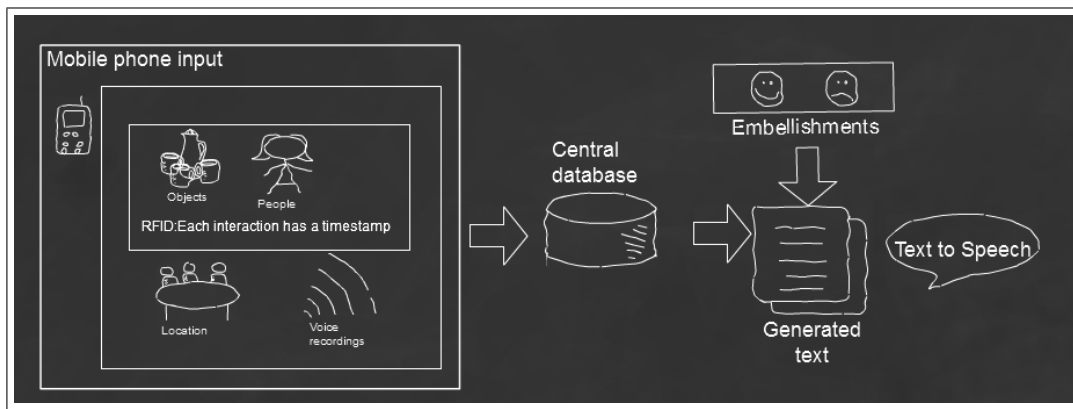 Mobile phone input
Objects
People
RFID:Each interaction has a timestamp
Location
Voice
recordings
Central
database
Embellishments
Generated
text
Text to Speech